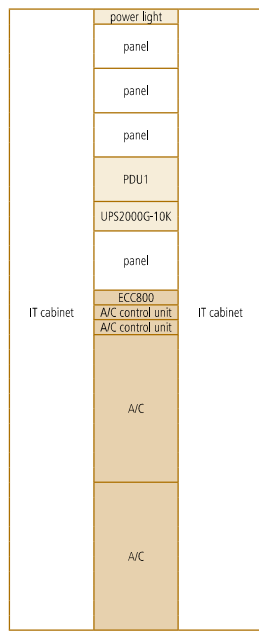 power light
panel
panel
panel
PDU1
UPS2000G-10K
panel
ECC800
IT cabinet
A/C control unit
IT cabinet
A/C control unit
A/C
A/C